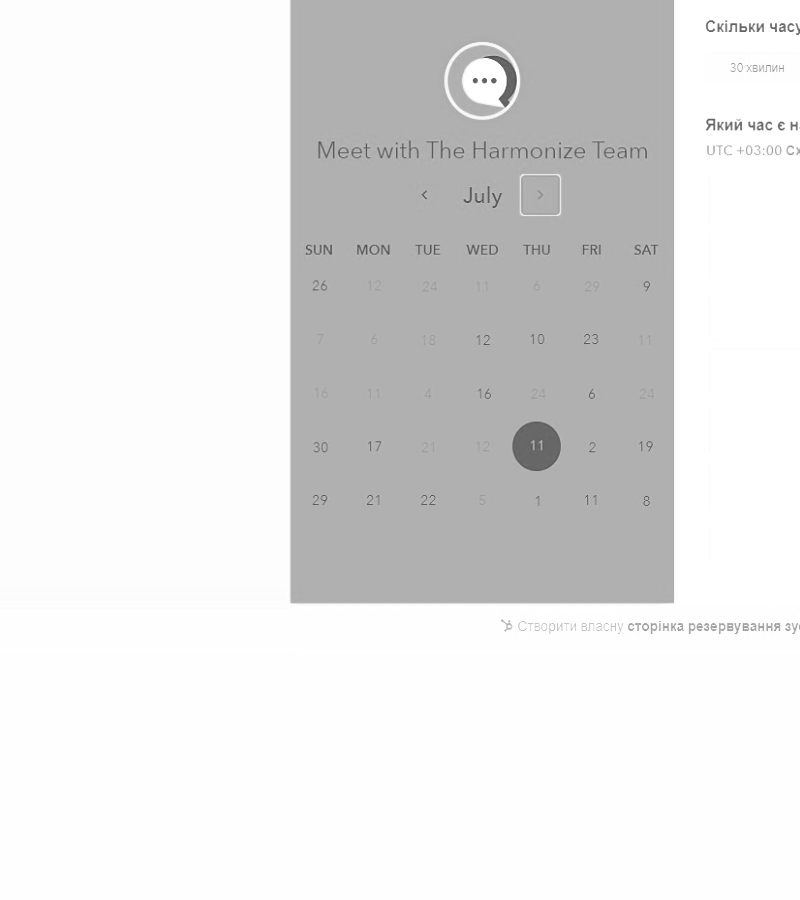 Скільки часу
30 хвилин
Який час є н
UTC +03:00 Сх
Meet with The Harmonize Team
July
SUN MON TUE WED THU FRI SAT
26 12 24 11 6 29 9
7 6 18 12 10 23 11
16 11 4 16 24 6 24
30 17 21 12 11 2 19
29 21 22 5 1 11 8
Створити власну сторінка резервування зус